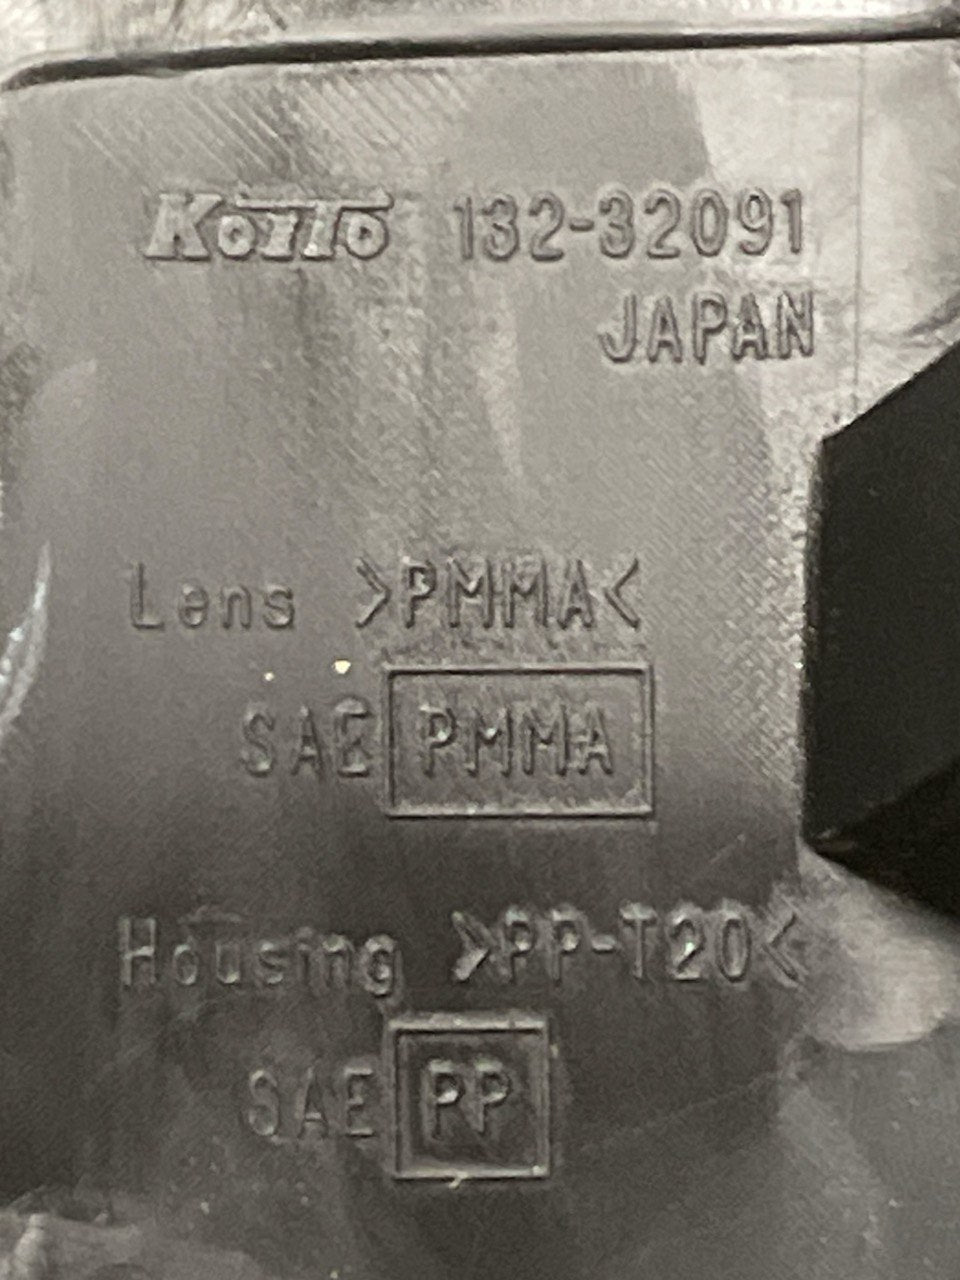 KoITo 132-32091
JAPAN
Lens >PMMA<
SAE PMMA
Housing >PP-T20<
SAE PP